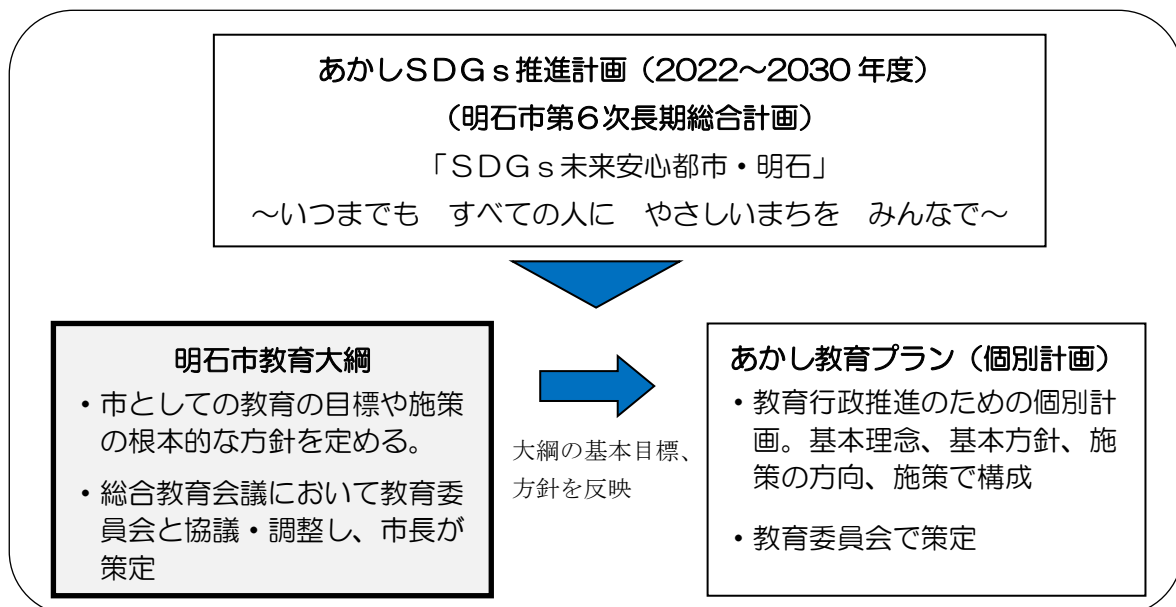 あかしSDGs推進計画(2022~2030年度)
(明石市第6次長期総合計画)
「SDGs未来安心都市・明石」
~いつまでも すべての人に やさしいまちを みんなで~
明石市教育大綱
・市としての教育の目標や施策
の根本的な方針を定める。
・総合教育会議において教育委
員会と協議・調整し、市長が
策定
大綱の基本目標、
方針を反映
あかし教育プラン(個別計画)
・教育行政推進のための個別計
画。基本理念、基本方針、施
策の方向、施策で構成
・教育委員会で策定